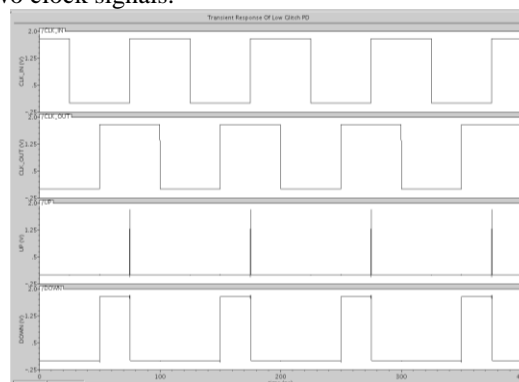 vo clock signals.
Transient Response Of Low Glitch PD
/CLK_IN
2.0
1.25
.5
-.25
CLK_IN (V)
/CLK_OUT
2.0
1.25
.5
-.25
CLK_OUT (V)
/UP
2.0
1.25
.5
-.25
UP (V)
/DOWN
2.0
1.25
.5
-.25
DOWN (V)
100
200
300